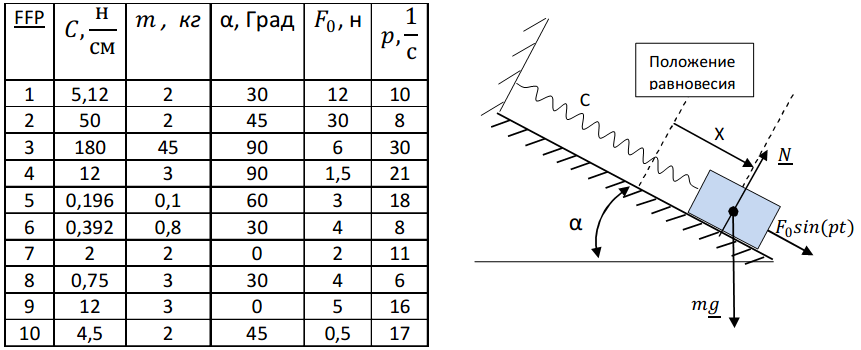 FFP C, н/см m, кг α, Град F₀, н p, 1/с
1 5,12 2 30 12 10
2 50 2 45 30 8
3 180 45 90 6 30
4 12 3 90 1,5 21
5 0,196 0,1 60 3 18
6 0,392 0,8 30 4 8
7 2 2 0 2 11
8 0,75 3 30 4 6
9 12 3 0 5 16
10 4,5 2 45 0,5 17
Положение
равновесия
С
X
N
α
F₀sin(pt)
mg